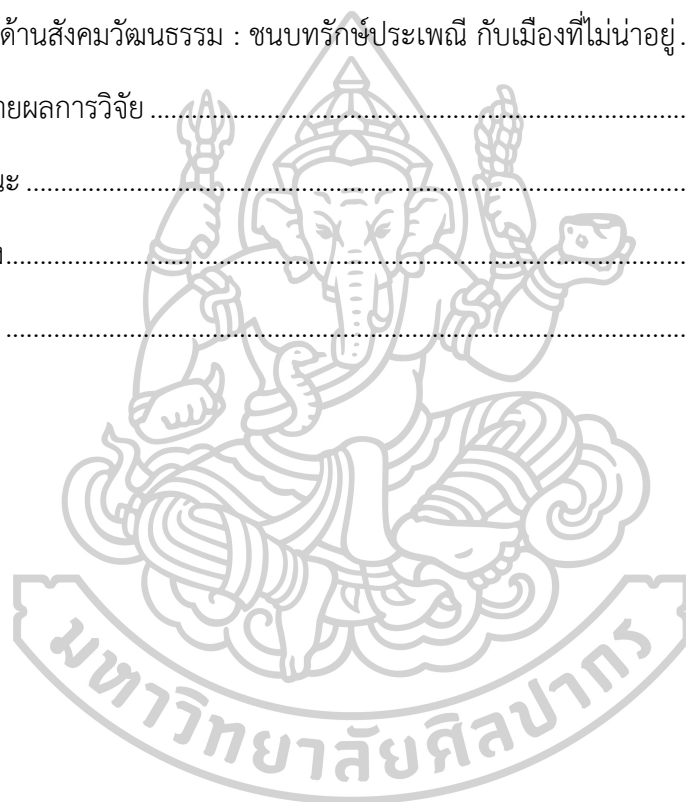 ด้านสังคมวัฒนธรรม : ชนบทรักษ์ประเพณี กับเมืองที่ไม่น่าอยู่ .
ายผลการวิจัย ............................................................
นะ ............................................................
............................................................
............................................................
มหาวิทยาลัยศิลปากร